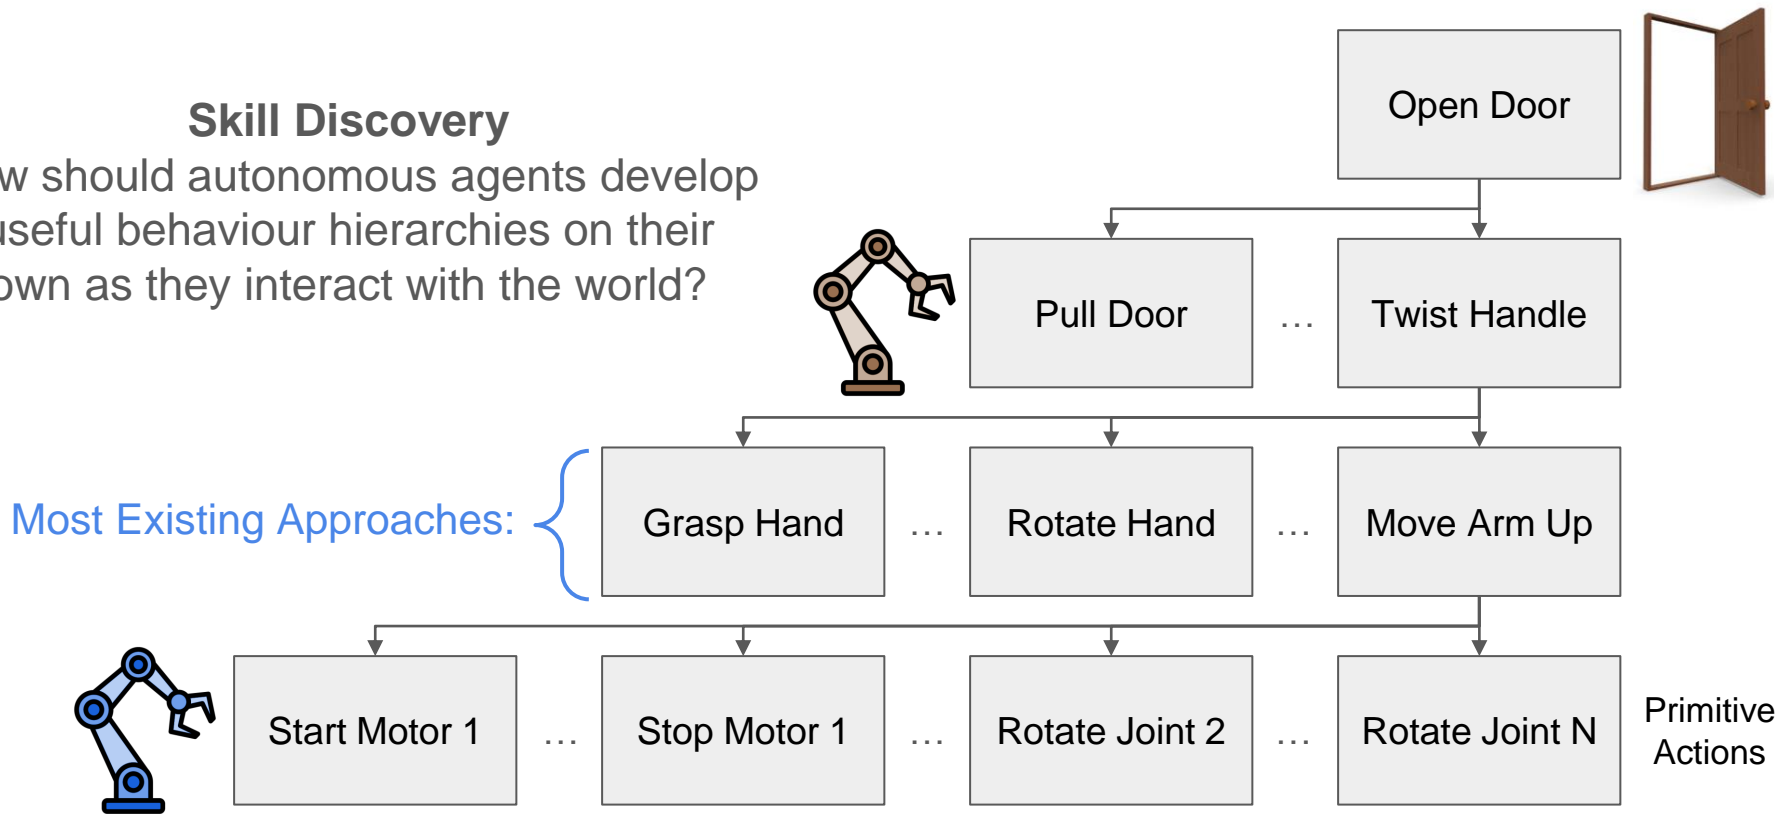 Skill Discovery
w should autonomous agents develop
useful behaviour hierarchies on their
own as they interact with the world?
Open Door
Pull Door
…
Twist Handle
Most Existing Approaches:
Grasp Hand
…
Rotate Hand
…
Move Arm Up
Start Motor 1
…
Stop Motor 1
…
Rotate Joint 2
…
Rotate Joint N
Primitive
Actions